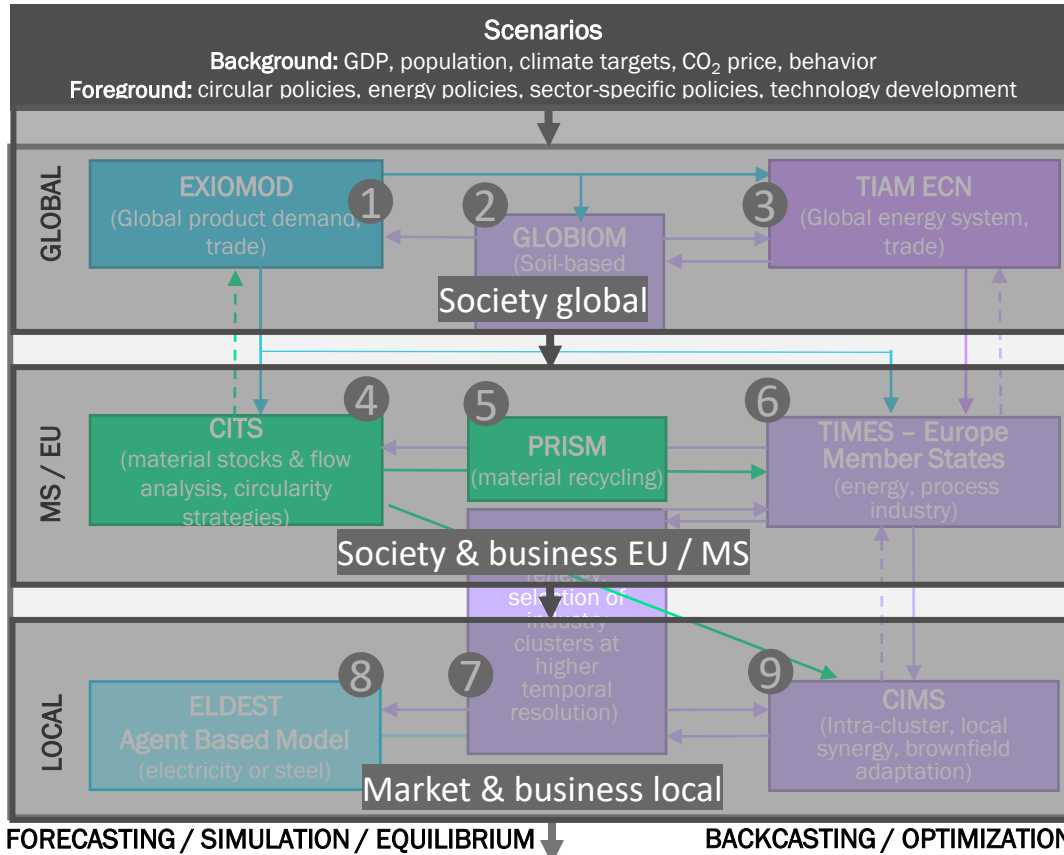 Scenarios
Background: GDP, population, climate targets, CO₂ price, behavior
Foreground: circular policies, energy policies, sector-specific policies, technology development
GLOBAL
EXIOMOD
(Global product demand,
trade)
1
2
GLOBIOM
(Soil-based
3
TIAM ECN
(Global energy system,
trade)
Society global
MS / EU
4
CITS
(material stocks & flow
analysis, circularity
strategies)
5
PRISM
(material recycling)
6
TIMES – Europe
Member States
(energy, process
industry)
Society & business EU / MS
(energy,
selection of
industry
clusters at
higher
temporal
resolution)
LOCAL
8
ELDEST
Agent Based Model
(electricity or steel)
7
9
CIMS
(Intra-cluster, local
synergy, brownfield
adaptation)
Market & business local
FORECASTING / SIMULATION / EQUILIBRIUM
BACKCASTING / OPTIMIZATION